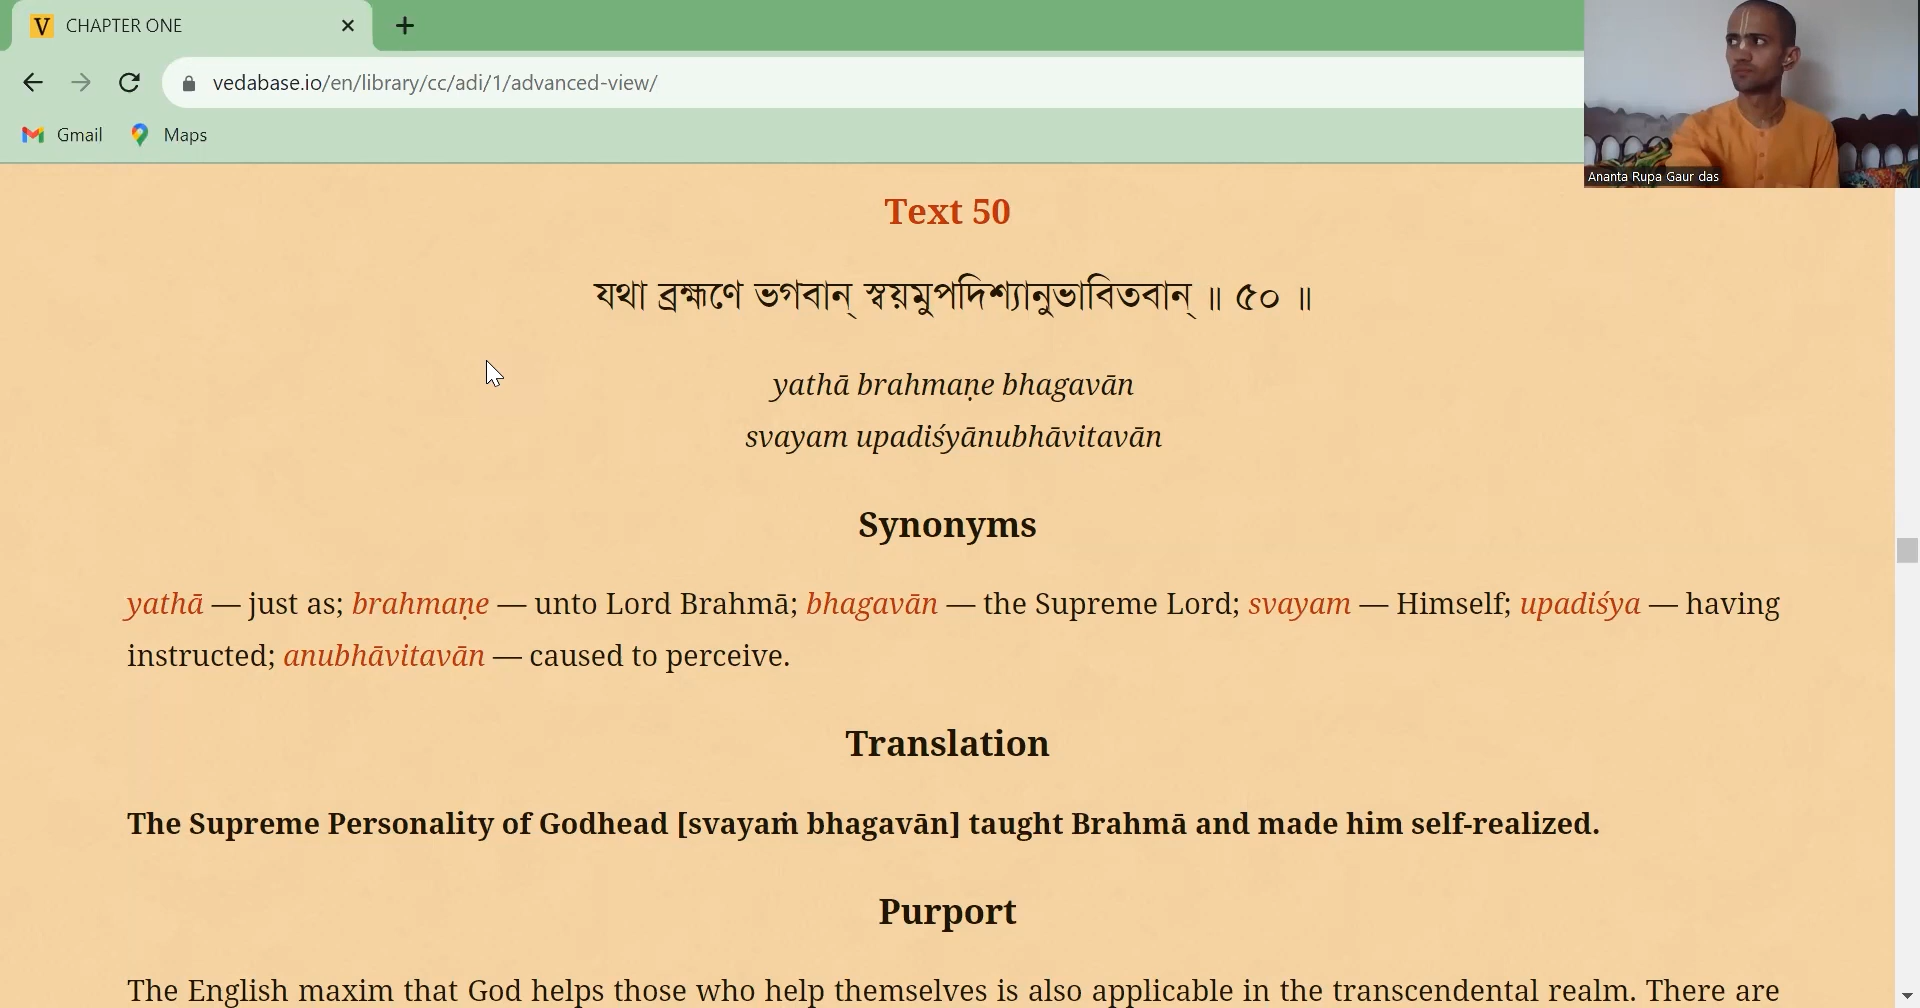 CHAPTER ONE
vedabase.io/en/library/cc/adi/1/advanced-view/
Gmail Maps
Ananta Rupa Gaur das
Text 50
যথা ব্রহ্মণে ভগবান্ স্বয়মুপদিশ্যানুভাবিতবান্ ॥ ৫০ ॥
yathā brahmaṇe bhagavān
svayam upadiśyānubhāvitavān
Synonyms
yathā — just as; brahmaṇe — unto Lord Brahmā; bhagavān — the Supreme Lord; svayam — Himself; upadiśya — having
instructed; anubhāvitavān — caused to perceive.
Translation
The Supreme Personality of Godhead [svayaṁ bhagavān] taught Brahmā and made him self-realized.
Purport
The English maxim that God helps those who help themselves is also applicable in the transcendental realm. There are